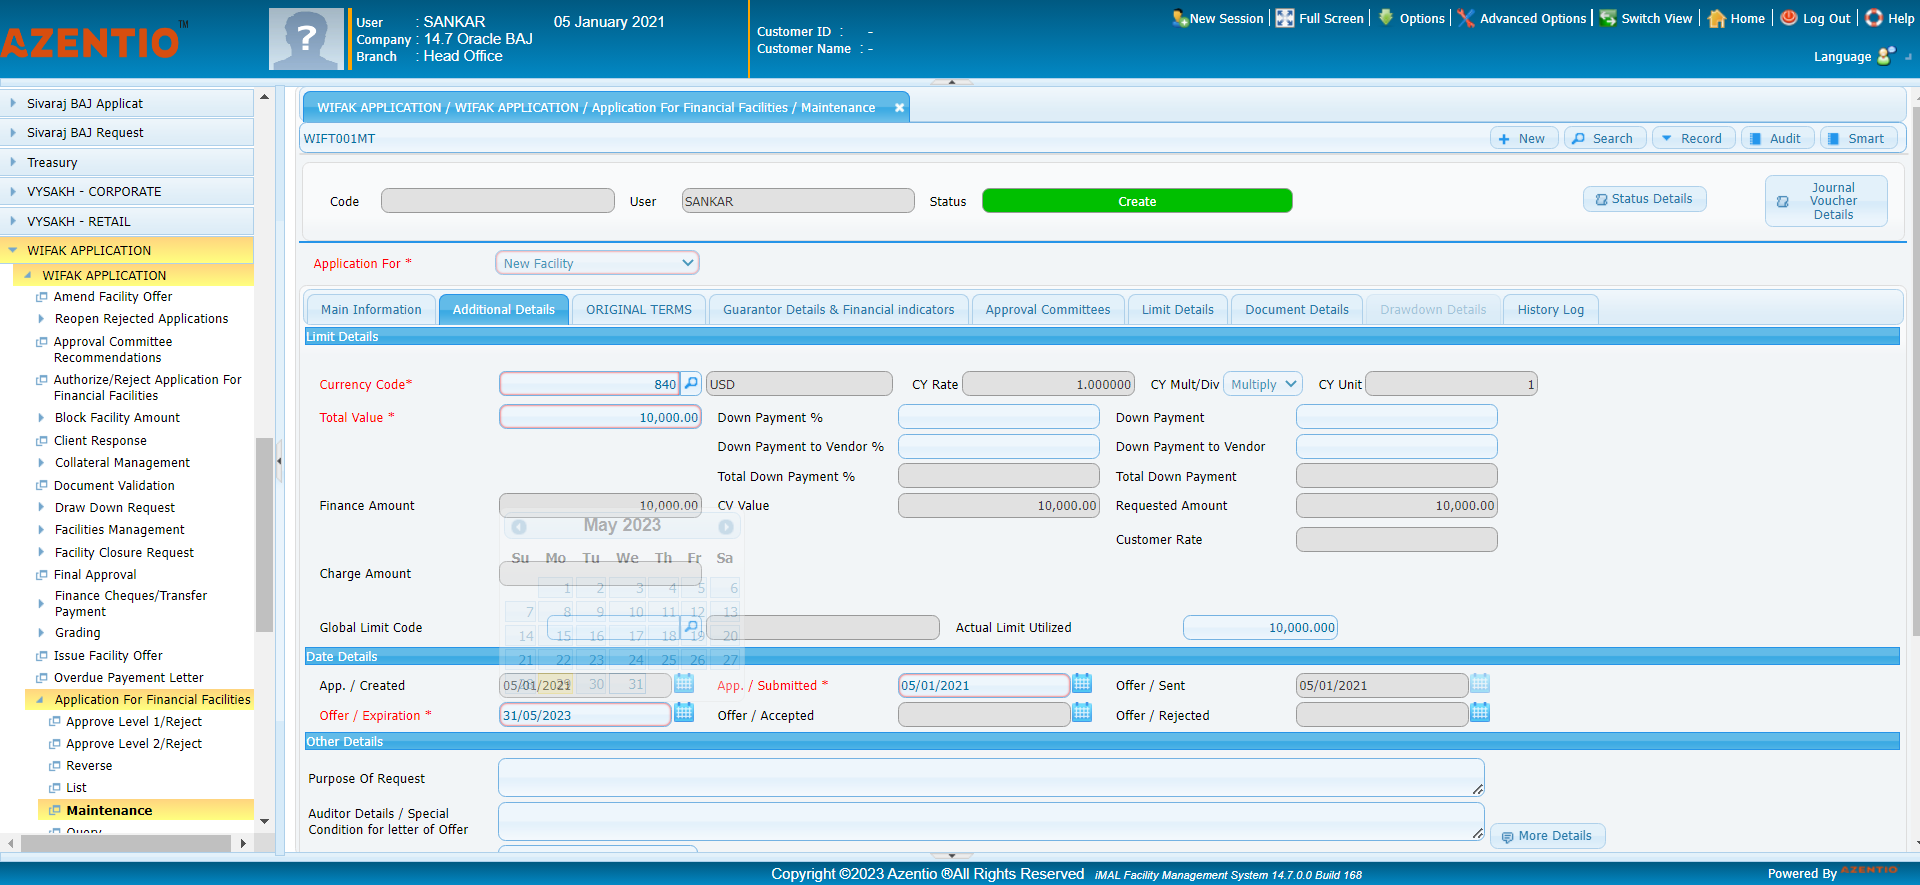 AZENTIO™
User : SANKAR 05 January 2021
Company : 14.7 Oracle BAJ
Branch : Head Office
Customer ID : -
Customer Name : -
New Session Full Screen Options Advanced Options Switch View Home Log Out Help
Language
Sivaraj BAJ Applicat
Sivaraj BAJ Request
Treasury
VYSAKH - CORPORATE
VYSAKH - RETAIL
WIFAK APPLICATION
WIFAK APPLICATION
Amend Facility Offer
Reopen Rejected Applications
Approval Committee
Recommendations
Authorize/Reject Application For
Financial Facilities
Block Facility Amount
Client Response
Collateral Management
Document Validation
Draw Down Request
Facilities Management
Facility Closure Request
Final Approval
Finance Cheques/Transfer
Payment
Grading
Issue Facility Offer
Overdue Payement Letter
Application For Financial Facilities
Approve Level 1/Reject
Approve Level 2/Reject
Reverse
List
Maintenance
Query
WIFAK APPLICATION / WIFAK APPLICATION / Application For Financial Facilities / Maintenance
WIFT001MT
New Search Record Audit Smart
Code User SANKAR Status Create
Status Details
Journal
Voucher
Details
Application For * New Facility
Main Information Additional Details ORIGINAL TERMS Guarantor Details & Financial indicators Approval Committees Limit Details Document Details Drawdown Details History Log
Limit Details
Currency Code* 840 USD CY Rate 1.000000 CY Mult/Div Multiply CY Unit 1
Total Value * 10,000.00 Down Payment % Down Payment
Down Payment to Vendor % Down Payment to Vendor
Total Down Payment % Total Down Payment
Finance Amount 10,000.00 CV Value 10,000.00 Requested Amount 10,000.00
May 2023
Customer Rate
Su Mo Tu We Th Fr Sa
Charge Amount
1 2 3 4 5 6
7 8 9 10 11 12 13
Global Limit Code Actual Limit Utilized 10,000.000
14 15 16 17 18 19 20
Date Details
21 22 23 24 25 26 27
28 29 30 31
App. / Created 05/01/2021 App. / Submitted * 05/01/2021 Offer / Sent 05/01/2021
Offer / Expiration * 31/05/2023 Offer / Accepted Offer / Rejected
Other Details
Purpose Of Request
Auditor Details / Special
Condition for letter of Offer
More Details
Copyright ©2023 Azentio ®All Rights Reserved iMAL Facility Management System 14.7.0.0 Build 168
Powered By AZENTIO